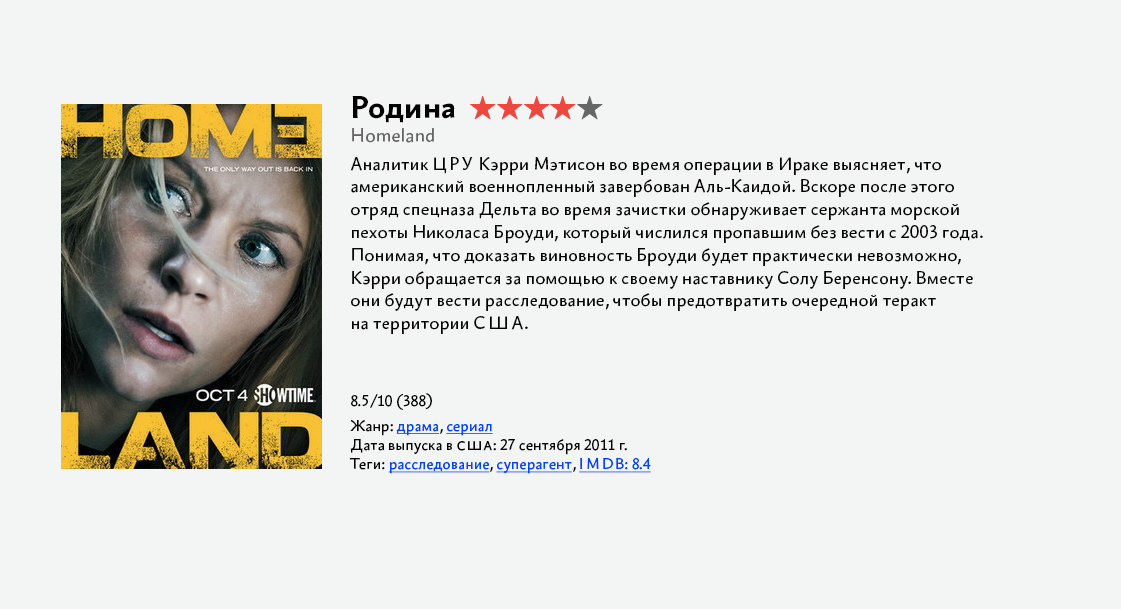 HOME
THE ONLY WAY OUT IS BACK IN
OCT 4 SHOWTIME
LAND
Родина
Homeland
Аналитик ЦРУ Кэрри Мэтисон во время операции в Ираке выясняет, что
американский военнопленный завербован Аль-Каидой. Вскоре после этого
отряд спецназа Дельта во время зачистки обнаруживает сержанта морской
пехоты Николаса Броуди, который числился пропавшим без вести с 2003 года.
Понимая, что доказать виновность Броуди будет практически невозможно,
Кэрри обращается за помощью к своему наставнику Солу Беренсону. Вместе
они будут вести расследование, чтобы предотвратить очередной теракт
на территории США.
8.5/10 (388)
Жанр: драма, сериал
Дата выпуска в США: 27 сентября 2011 г.
Теги: расследование, суперагент, IMDB: 8.4